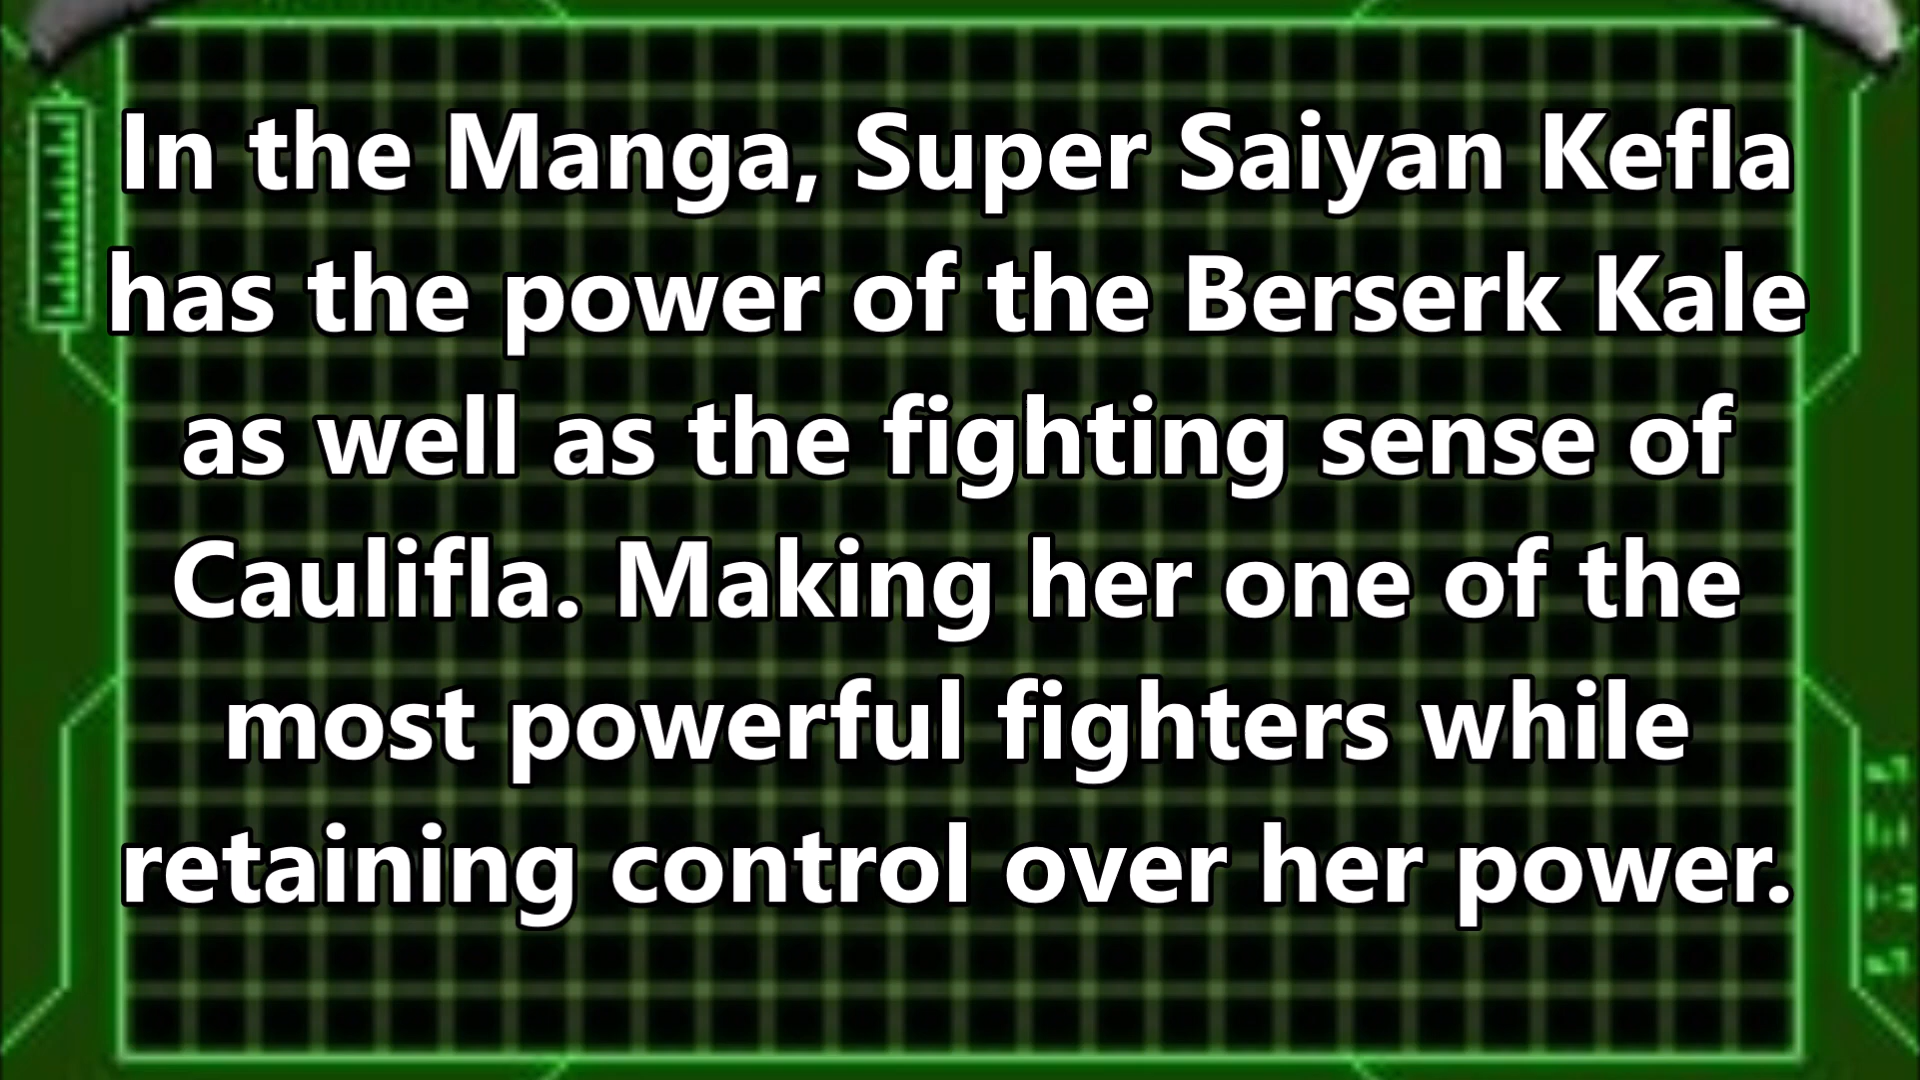 In the Manga, Super Saiyan Kefla
has the power of the Berserk Kale
as well as the fighting sense of
Caulifla. Making her one of the
most powerful fighters while
retaining control over her power.